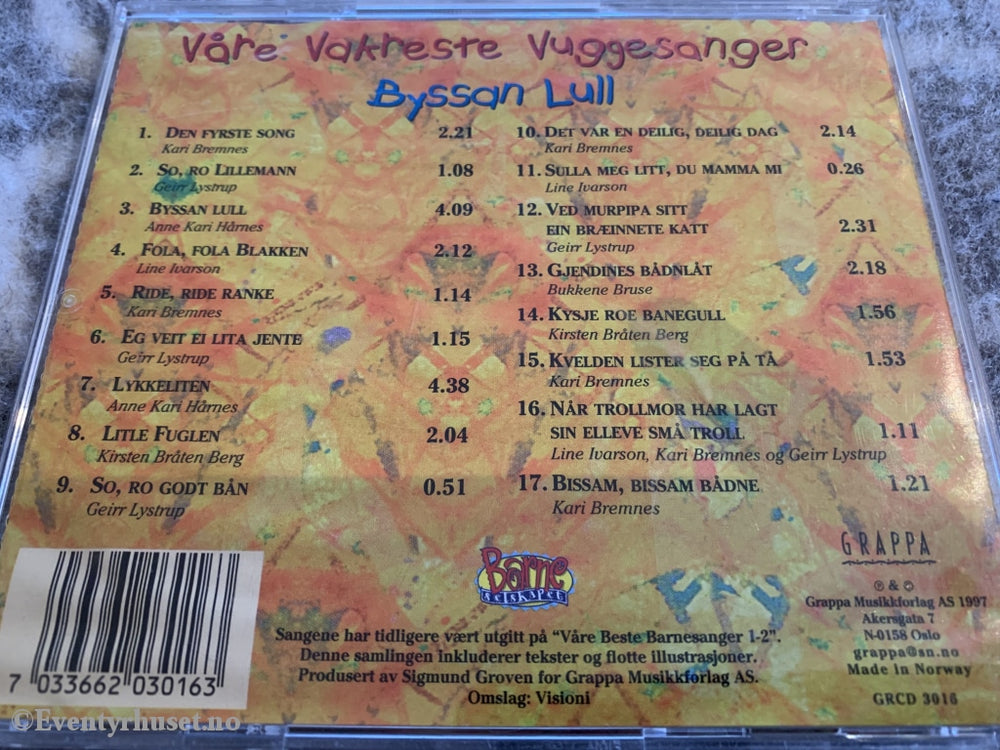 Våre Vakreste Vuggesanger
Byssan Lull
1. Den fyrste song 2.21
Kari Bremnes
2. So, ro Lillemann 1.08
Geirr Lystrup
3. Byssan lull 4.09
Anne Kari Hårnes
4. Fola, fola Blakken 2.12
Line Ivarson
5. Ride, ride ranke 1.14
Kari Bremnes
6. Eg veit ei lita jente 1.15
Geirr Lystrup
7. Lykkeliten 4.38
Anne Kari Hårnes
8. Litle Fuglen 2.04
Kirsten Bråten Berg
9. So, ro godt bån 0.51
Geirr Lystrup
10. Det var en deilig, deilig dag 2.14
Kari Bremnes
11. Sulla meg litt, du mamma mi 0.26
Line Ivarson
12. Ved murpipa sitt
ein bræinnete katt 2.31
Geirr Lystrup
13. Gjendines bådnlåt 2.18
Bukkene Bruse
14. Kysje roe banegull 1.56
Kirsten Bråten Berg
15. Kvelden lister seg på tå 1.53
Kari Bremnes
16. Når trollmor har lagt
sin elleve små troll 1.11
Line Ivarson, Kari Bremnes og Geirr Lystrup
17. Bissam, bissam bådne 1.21
Kari Bremnes
Barne
selskapet
Sangene har tidligere vært utgitt på "Våre Beste Barnesanger 1-2".
Denne samlingen inkluderer tekster og flotte illustrasjoner.
Produsert av Sigmund Groven for Grappa Musikkforlag AS.
Omslag: Visioni
GRAPPA
℗ & ©
Grappa Musikkforlag AS 1997
Akersgata 7
N-0158 Oslo
grappa@sn.no
Made in Norway
GRCD 3016
7 033662 030163
©Eventyrhuset.no